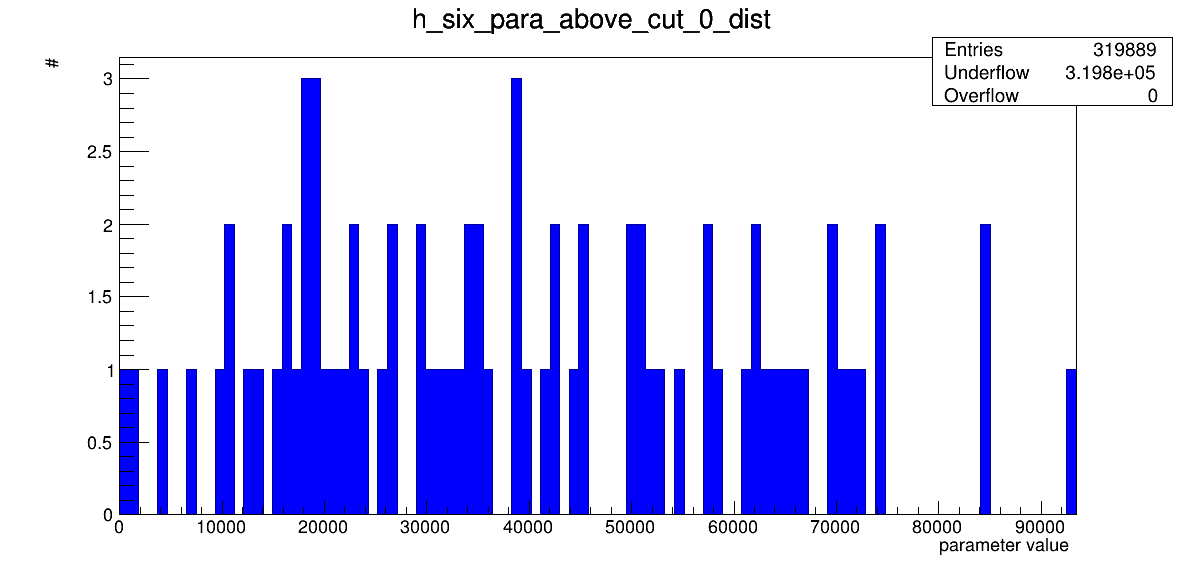 h_six_para_above_cut_0_dist
#
Entries 319889
Underflow 3.198e+05
Overflow 0
3
2.5
2
1.5
1
0.5
0
0 10000 20000 30000 40000 50000 60000 70000 80000 90000
parameter value